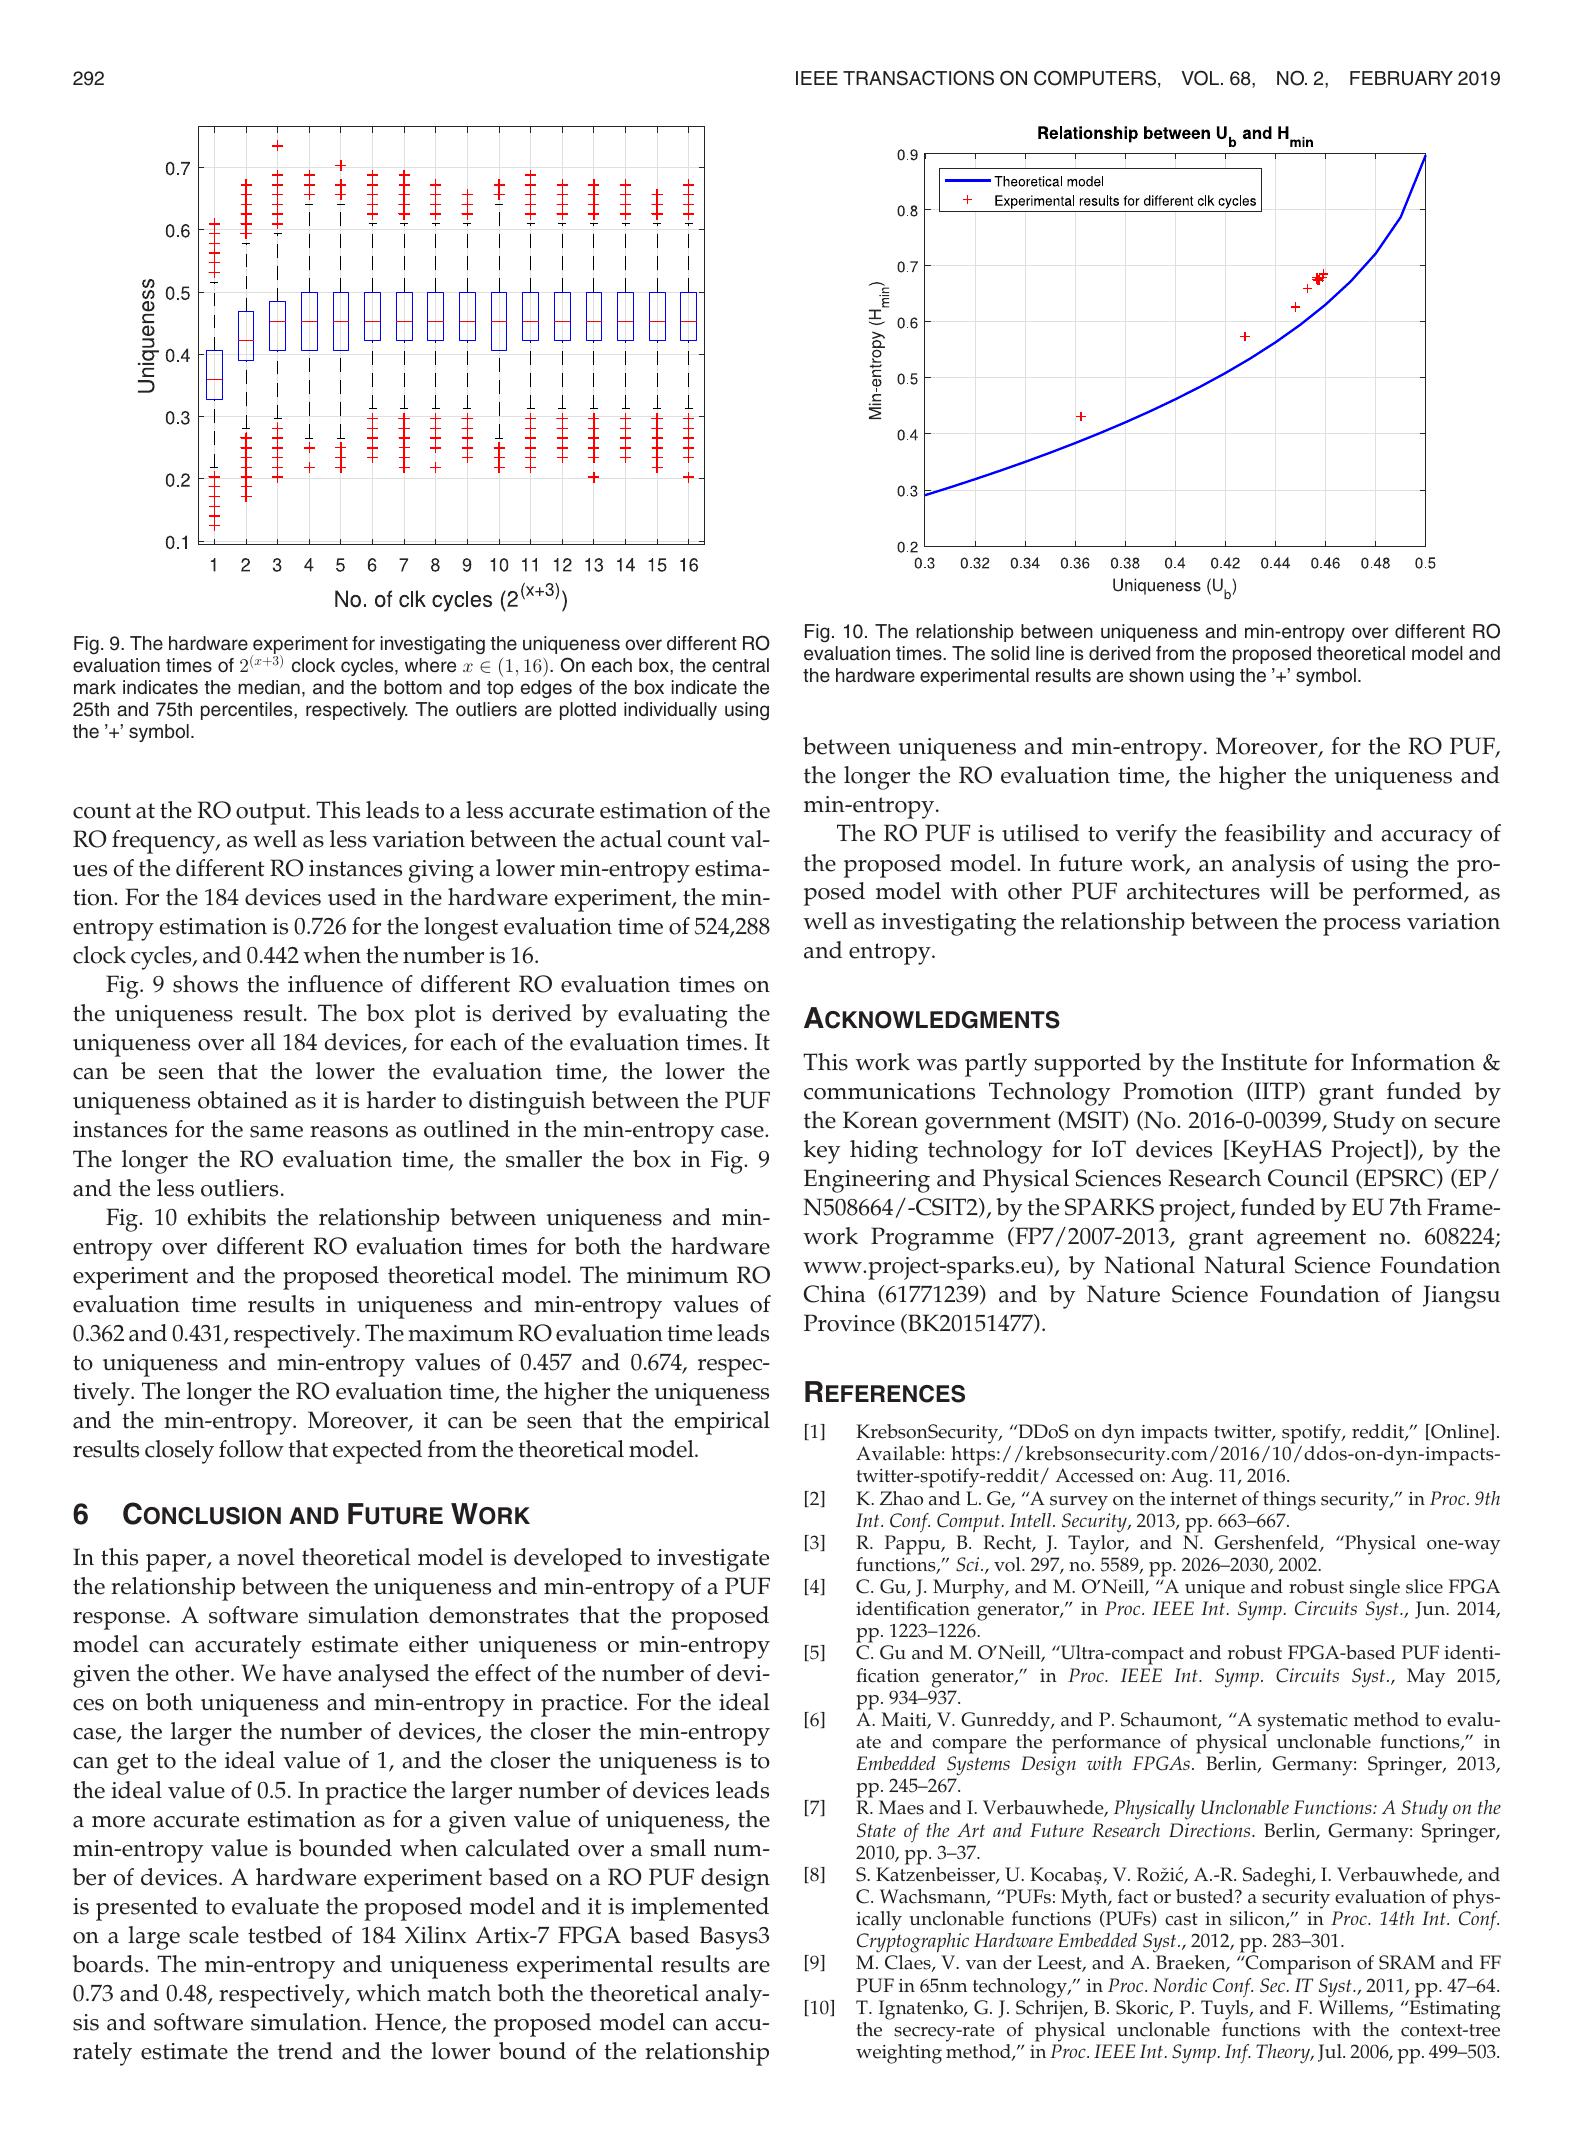 292
IEEE TRANSACTIONS ON COMPUTERS, VOL. 68, NO. 2, FEBRUARY 2019
0.7
0.6
0.5
0.4
0.3
0.2
0.1
Uniqueness
1 2 3 4 5 6 7 8 9 10 11 12 13 14 15 16
No. of clk cycles (2^(x+3))
Fig. 9. The hardware experiment for investigating the uniqueness over different RO
evaluation times of 2^(x+3) clock cycles, where x ∈ (1, 16). On each box, the central
mark indicates the median, and the bottom and top edges of the box indicate the
25th and 75th percentiles, respectively. The outliers are plotted individually using
the '+' symbol.
count at the RO output. This leads to a less accurate estimation of the
RO frequency, as well as less variation between the actual count val-
ues of the different RO instances giving a lower min-entropy estima-
tion. For the 184 devices used in the hardware experiment, the min-
entropy estimation is 0.726 for the longest evaluation time of 524,288
clock cycles, and 0.442 when the number is 16.
Fig. 9 shows the influence of different RO evaluation times on
the uniqueness result. The box plot is derived by evaluating the
uniqueness over all 184 devices, for each of the evaluation times. It
can be seen that the lower the evaluation time, the lower the
uniqueness obtained as it is harder to distinguish between the PUF
instances for the same reasons as outlined in the min-entropy case.
The longer the RO evaluation time, the smaller the box in Fig. 9
and the less outliers.
Fig. 10 exhibits the relationship between uniqueness and min-
entropy over different RO evaluation times for both the hardware
experiment and the proposed theoretical model. The minimum RO
evaluation time results in uniqueness and min-entropy values of
0.362 and 0.431, respectively. The maximum RO evaluation time leads
to uniqueness and min-entropy values of 0.457 and 0.674, respec-
tively. The longer the RO evaluation time, the higher the uniqueness
and the min-entropy. Moreover, it can be seen that the empirical
results closely follow that expected from the theoretical model.
6 CONCLUSION AND FUTURE WORK
In this paper, a novel theoretical model is developed to investigate
the relationship between the uniqueness and min-entropy of a PUF
response. A software simulation demonstrates that the proposed
model can accurately estimate either uniqueness or min-entropy
given the other. We have analysed the effect of the number of devi-
ces on both uniqueness and min-entropy in practice. For the ideal
case, the larger the number of devices, the closer the min-entropy
can get to the ideal value of 1, and the closer the uniqueness is to
the ideal value of 0.5. In practice the larger number of devices leads
a more accurate estimation as for a given value of uniqueness, the
min-entropy value is bounded when calculated over a small num-
ber of devices. A hardware experiment based on a RO PUF design
is presented to evaluate the proposed model and it is implemented
on a large scale testbed of 184 Xilinx Artix-7 FPGA based Basys3
boards. The min-entropy and uniqueness experimental results are
0.73 and 0.48, respectively, which match both the theoretical analy-
sis and software simulation. Hence, the proposed model can accu-
rately estimate the trend and the lower bound of the relationship
Relationship between U_b and H_min
0.9
0.8
0.7
0.6
0.5
0.4
0.3
0.2
Theoretical model
Experimental results for different clk cycles
Min-entropy (H_min)
0.3 0.32 0.34 0.36 0.38 0.4 0.42 0.44 0.46 0.48 0.5
Uniqueness (U_b)
Fig. 10. The relationship between uniqueness and min-entropy over different RO
evaluation times. The solid line is derived from the proposed theoretical model and
the hardware experimental results are shown using the '+' symbol.
between uniqueness and min-entropy. Moreover, for the RO PUF,
the longer the RO evaluation time, the higher the uniqueness and
min-entropy.
The RO PUF is utilised to verify the feasibility and accuracy of
the proposed model. In future work, an analysis of using the pro-
posed model with other PUF architectures will be performed, as
well as investigating the relationship between the process variation
and entropy.
ACKNOWLEDGMENTS
This work was partly supported by the Institute for Information &
communications Technology Promotion (IITP) grant funded by
the Korean government (MSIT) (No. 2016-0-00399, Study on secure
key hiding technology for IoT devices [KeyHAS Project]), by the
Engineering and Physical Sciences Research Council (EPSRC) (EP/
N508664/-CSIT2), by the SPARKS project, funded by EU 7th Frame-
work Programme (FP7/2007-2013, grant agreement no. 608224;
www.project-sparks.eu), by National Natural Science Foundation
China (61771239) and by Nature Science Foundation of Jiangsu
Province (BK20151477).
REFERENCES
[1] KrebsonSecurity, “DDoS on dyn impacts twitter, spotify, reddit,” [Online].
Available: https://krebsonsecurity.com/2016/10/ddos-on-dyn-impacts-
twitter-spotify-reddit/ Accessed on: Aug. 11, 2016.
[2] K. Zhao and L. Ge, “A survey on the internet of things security,” in Proc. 9th
Int. Conf. Comput. Intell. Security, 2013, pp. 663–667.
[3] R. Pappu, B. Recht, J. Taylor, and N. Gershenfeld, “Physical one-way
functions,” Sci., vol. 297, no. 5589, pp. 2026–2030, 2002.
[4] C. Gu, J. Murphy, and M. O’Neill, “A unique and robust single slice FPGA
identification generator,” in Proc. IEEE Int. Symp. Circuits Syst., Jun. 2014,
pp. 1223–1226.
[5] C. Gu and M. O’Neill, “Ultra-compact and robust FPGA-based PUF identi-
fication generator,” in Proc. IEEE Int. Symp. Circuits Syst., May 2015,
pp. 934–937.
[6] A. Maiti, V. Gunreddy, and P. Schaumont, “A systematic method to evalu-
ate and compare the performance of physical unclonable functions,” in
Embedded Systems Design with FPGAs. Berlin, Germany: Springer, 2013,
pp. 245–267.
[7] R. Maes and I. Verbauwhede, Physically Unclonable Functions: A Study on the
State of the Art and Future Research Directions. Berlin, Germany: Springer,
2010, pp. 3–37.
[8] S. Katzenbeisser, U. Kocabaş, V. Rožić, A.-R. Sadeghi, I. Verbauwhede, and
C. Wachsmann, “PUFs: Myth, fact or busted? a security evaluation of phys-
ically unclonable functions (PUFs) cast in silicon,” in Proc. 14th Int. Conf.
Cryptographic Hardware Embedded Syst., 2012, pp. 283–301.
[9] M. Claes, V. van der Leest, and A. Braeken, “Comparison of SRAM and FF
PUF in 65nm technology,” in Proc. Nordic Conf. Sec. IT Syst., 2011, pp. 47–64.
[10] T. Ignatenko, G. J. Schrijen, B. Skoric, P. Tuyls, and F. Willems, “Estimating
the secrecy-rate of physical unclonable functions with the context-tree
weighting method,” in Proc. IEEE Int. Symp. Inf. Theory, Jul. 2006, pp. 499–503.